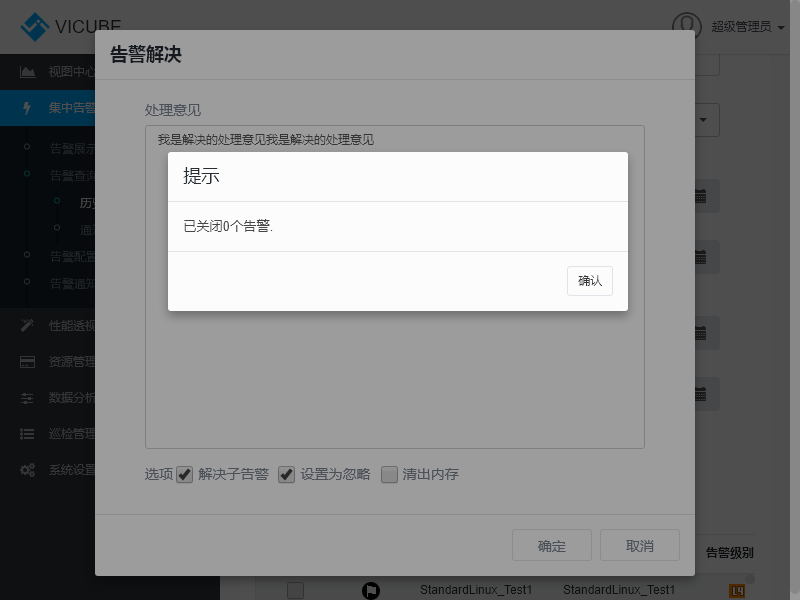 VICUBE
超级管理员
告警解决
视图中心
集中告警
告警展示
告警查询
历史
告警配置
告警通知
性能透视
资源管理
数据分析
巡检管理
系统设置
处理意见
我是解决的处理意见我是解决的处理意见
提示
已关闭0个告警.
确认
选项 解决子告警 设置为忽略 清出内存
确定 取消
告警级别
StandardLinux_Test1 StandardLinux_Test1 L4